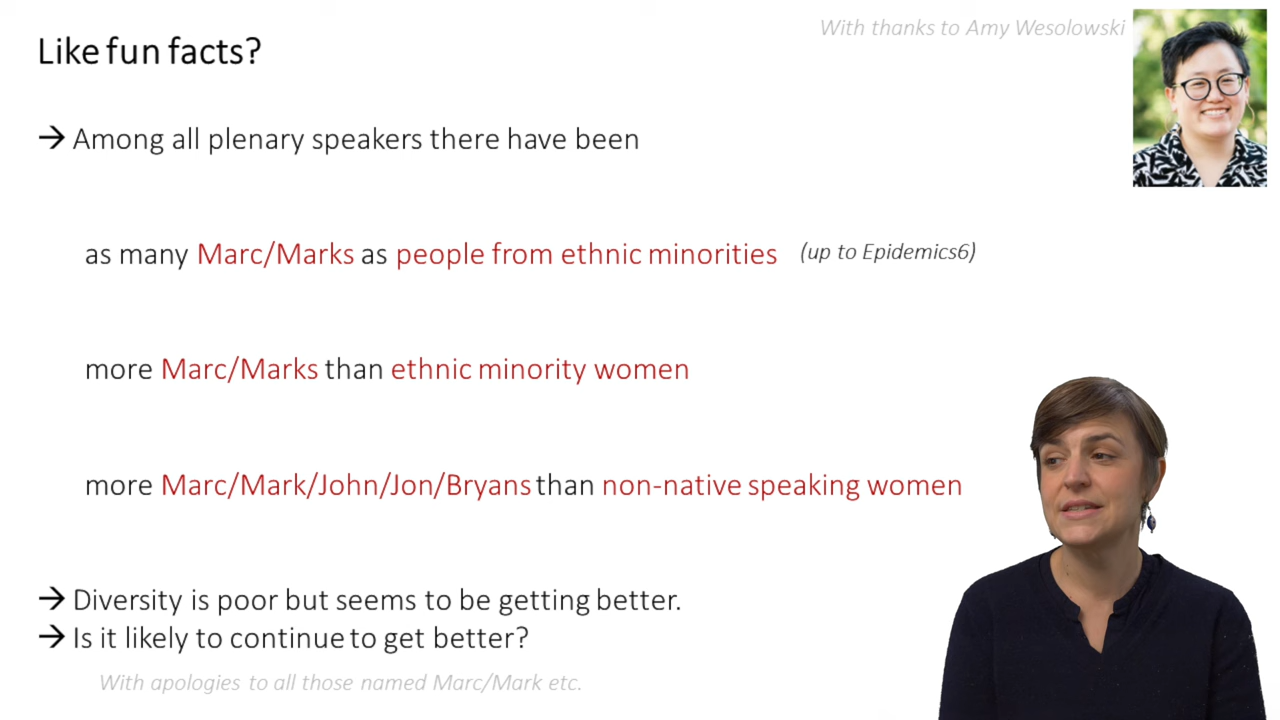 With thanks to Amy Wesolowski
Like fun facts?
→ Among all plenary speakers there have been
as many Marc/Marks as people from ethnic minorities (up to Epidemics6)
more Marc/Marks than ethnic minority women
more Marc/Mark/John/Jon/Bryans than non-native speaking women
→ Diversity is poor but seems to be getting better.
→ Is it likely to continue to get better?
With apologies to all those named Marc/Mark etc.